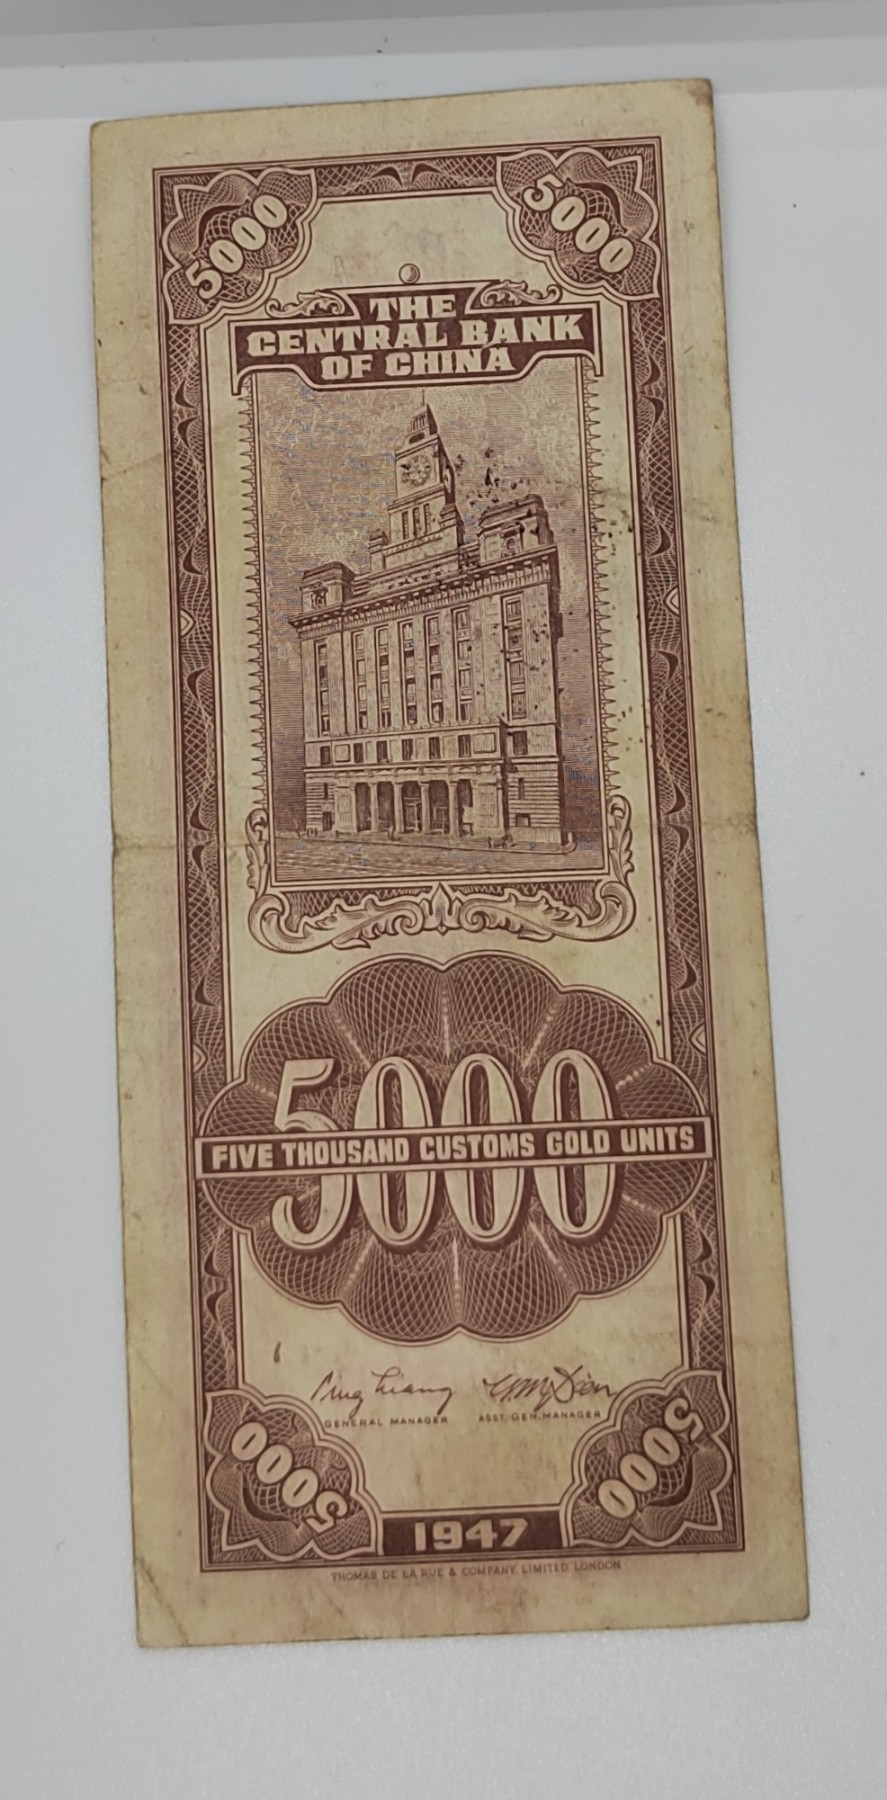 5000 5000
THE
CENTRAL BANK
OF CHINA
5000
FIVE THOUSAND CUSTOMS GOLD UNITS
GENERAL MANAGER ASST. GEN. MANAGER
5000 5000
1947
THOMAS DE LA RUE & COMPANY, LIMITED, LONDON